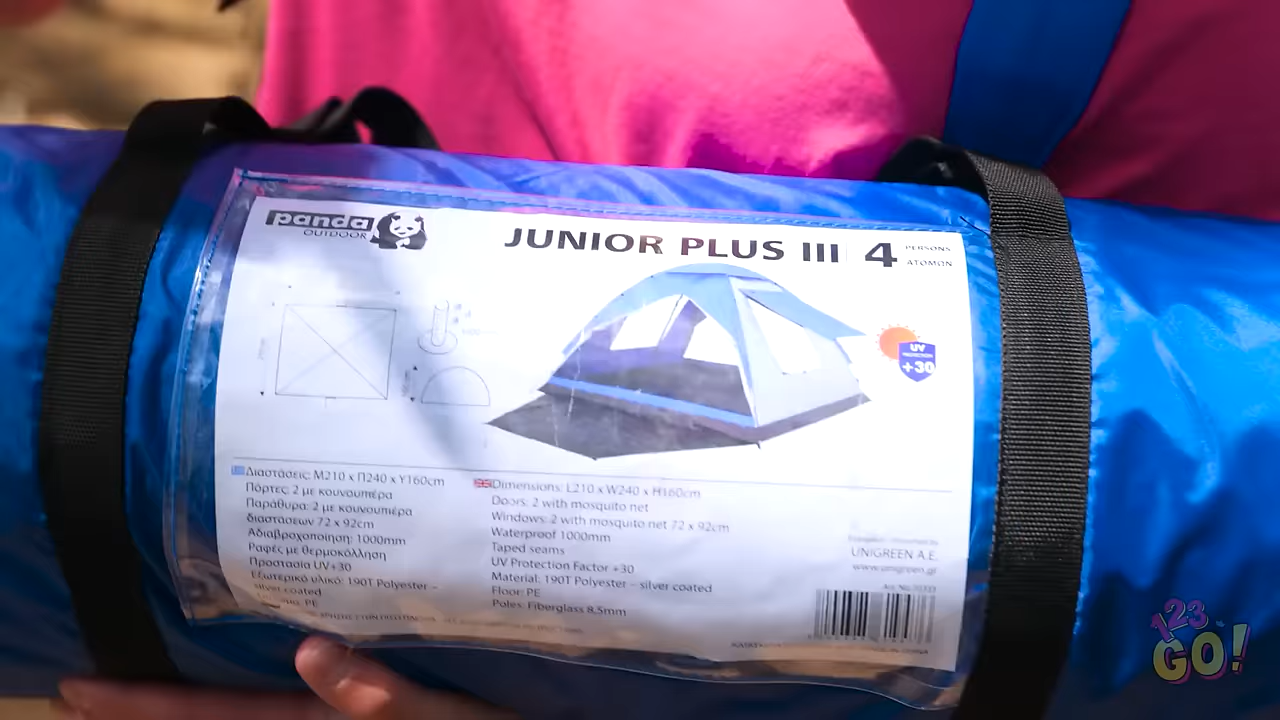 panda
OUTDOOR
JUNIOR PLUS III 4 PERSONS
ΑΤΟΜΩΝ
UV
PROTECTION
+30
Διαστάσεις: Μ210 x Π240 x Υ160cm
Πόρτες: 2 με κουνουπιέρα
Παράθυρα: 2 με κουνουπιέρα
διαστάσεων 72 x 92cm
Αδιαβροχοποίηση: 1000mm
Ραφές με θερμοκόλληση
Προστασία UV+30
Εξωτερικό υλικό: 190T Polyester –
silver coated
PE
Dimensions: L210 x W240 x H160cm
Doors: 2 with mosquito net
Windows: 2 with mosquito net 72 x 92cm
Waterproof 1000mm
Taped seams
UV Protection Factor +30
Material: 190T Polyester – silver coated
Floor: PE
Poles: Fiberglass 8,5mm
UNIGREEN A.E.
www.unigreen.gr
123
GO!